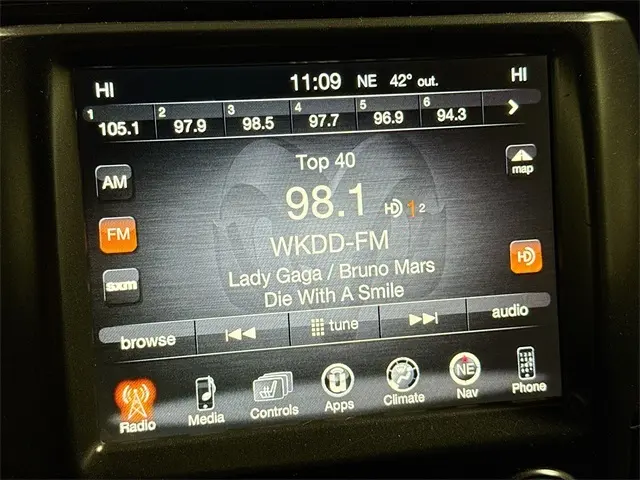 HI 11:09 NE 42° out. HI
1 105.1 2 97.9 3 98.5 4 97.7 5 96.9 6 94.3
Top 40
map
AM
98.1 HD 1 2
FM
WKDD-FM
HD
Lady Gaga / Bruno Mars
sxm
Die With A Smile
browse tune audio
Radio Media Controls Apps Climate NE Nav Phone